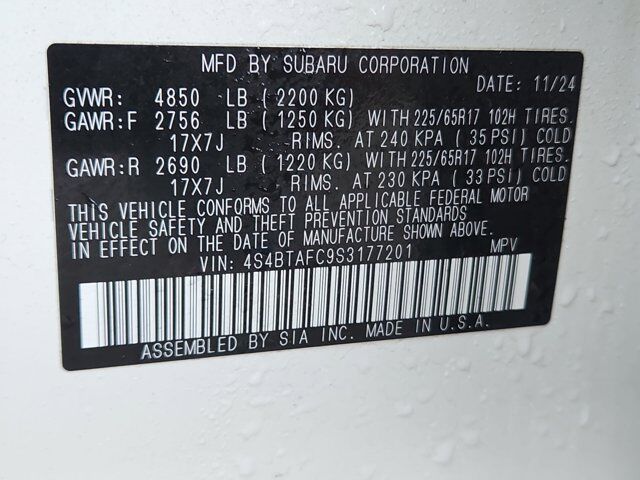 MFD BY SUBARU CORPORATION
DATE: 11/24
GVWR: 4850 LB (2200 KG)
GAWR:F 2756 LB (1250 KG) WITH 225/65R17 102H TIRES.
17X7J RIMS. AT 240 KPA (35 PSI) COLD
GAWR:R 2690 LB (1220 KG) WITH 225/65R17 102H TIRES.
17X7J RIMS. AT 230 KPA (33 PSI) COLD
THIS VEHICLE CONFORMS TO ALL APPLICABLE FEDERAL MOTOR
VEHICLE SAFETY AND THEFT PREVENTION STANDARDS
IN EFFECT ON THE DATE OF MANUFACTURE SHOWN ABOVE.
VIN: 4S4BTAFC9S3177201 MPV
ASSEMBLED BY SIA INC. MADE IN U.S.A.